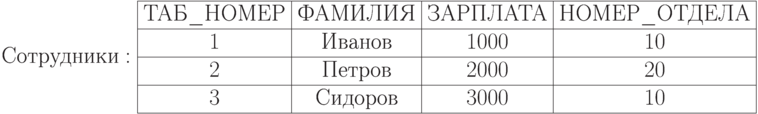 Сотрудники :
ТАБ_НОМЕР ФАМИЛИЯ ЗАРПЛАТА НОМЕР_ОТДЕЛА
1 Иванов 1000 10
2 Петров 2000 20
3 Сидоров 3000 10